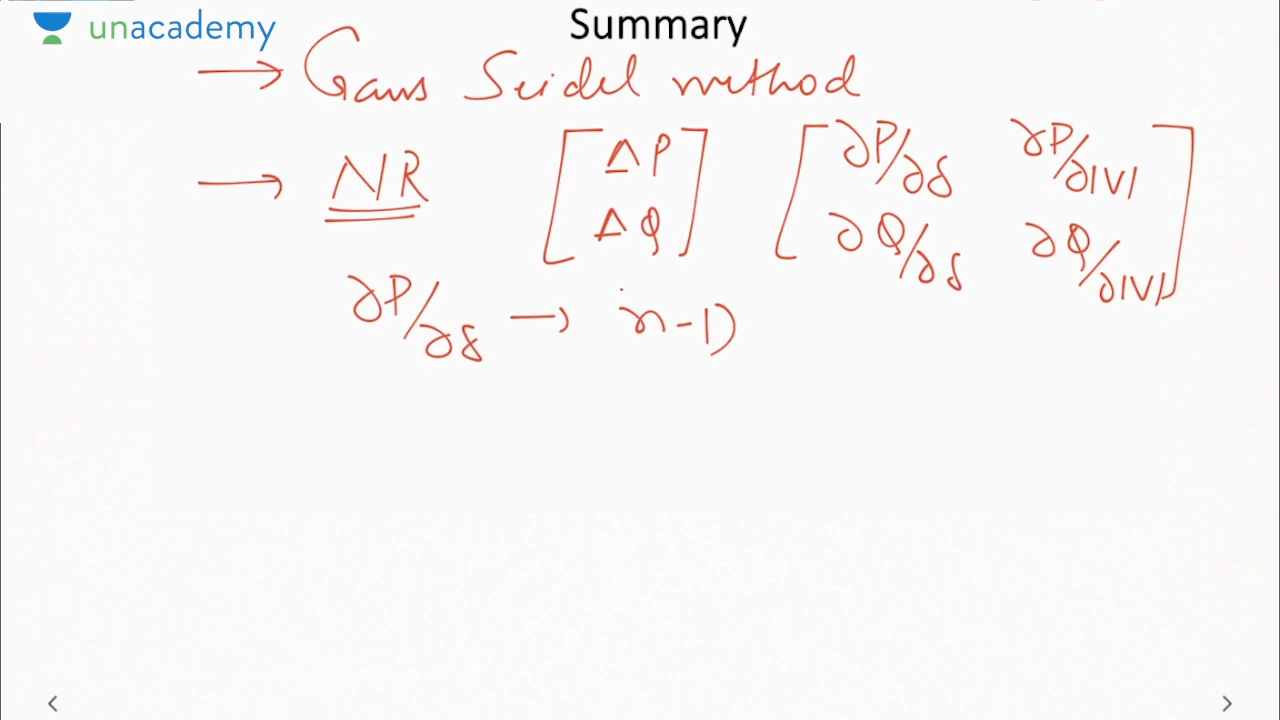 unacademy
Summary
→ Gauss Seidel method
→ NR [ΔP ΔQ] [∂P/∂δ ∂P/∂|V| ∂Q/∂δ ∂Q/∂|V|]
∂P/∂δ → n-1)